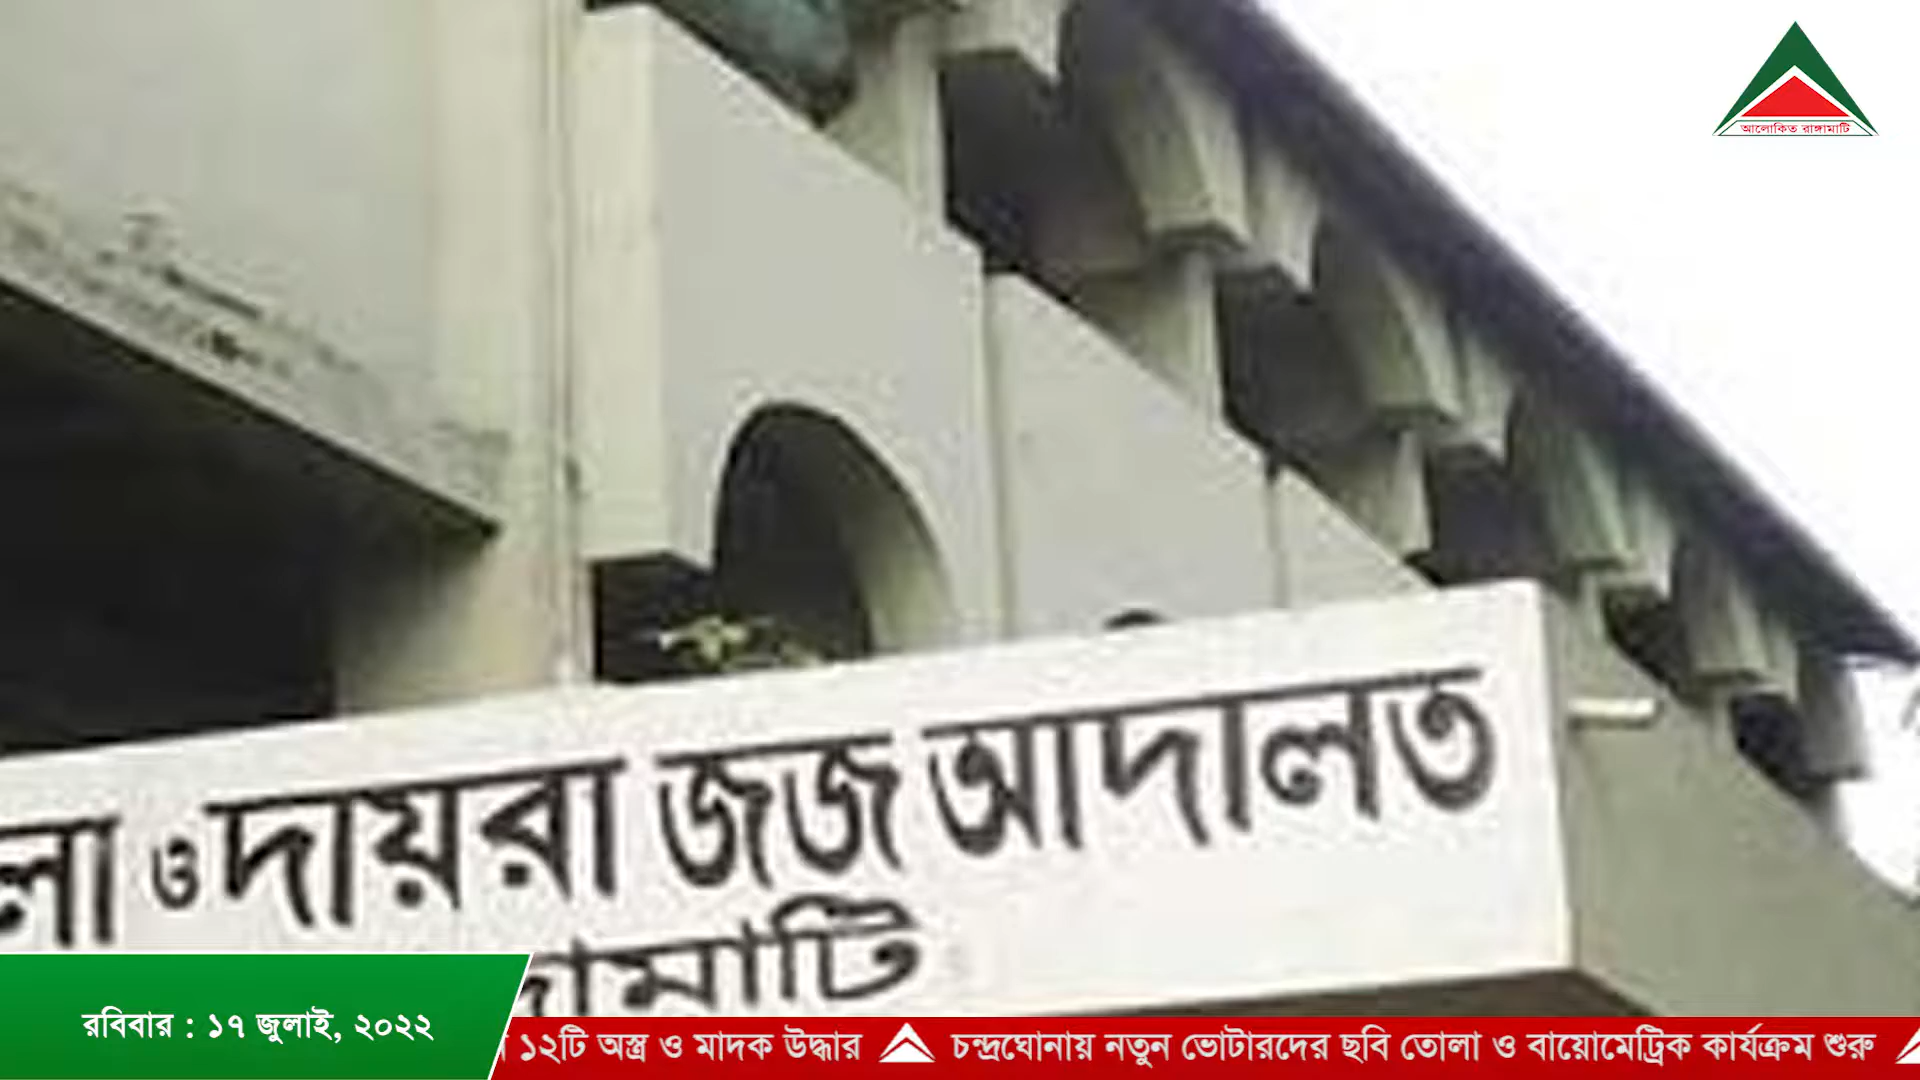 আলোকিত রাঙ্গামাটি
লা ও দায়রা জজ আদালত
ামাটি
রবিবার : ১৭ জুলাই, ২০২২
১২টি অস্ত্র ও মাদক উদ্ধার
চন্দ্রঘোনায় নতুন ভোটারদের ছবি তোলা ও বায়োমেট্রিক কার্যক্রম শুরু